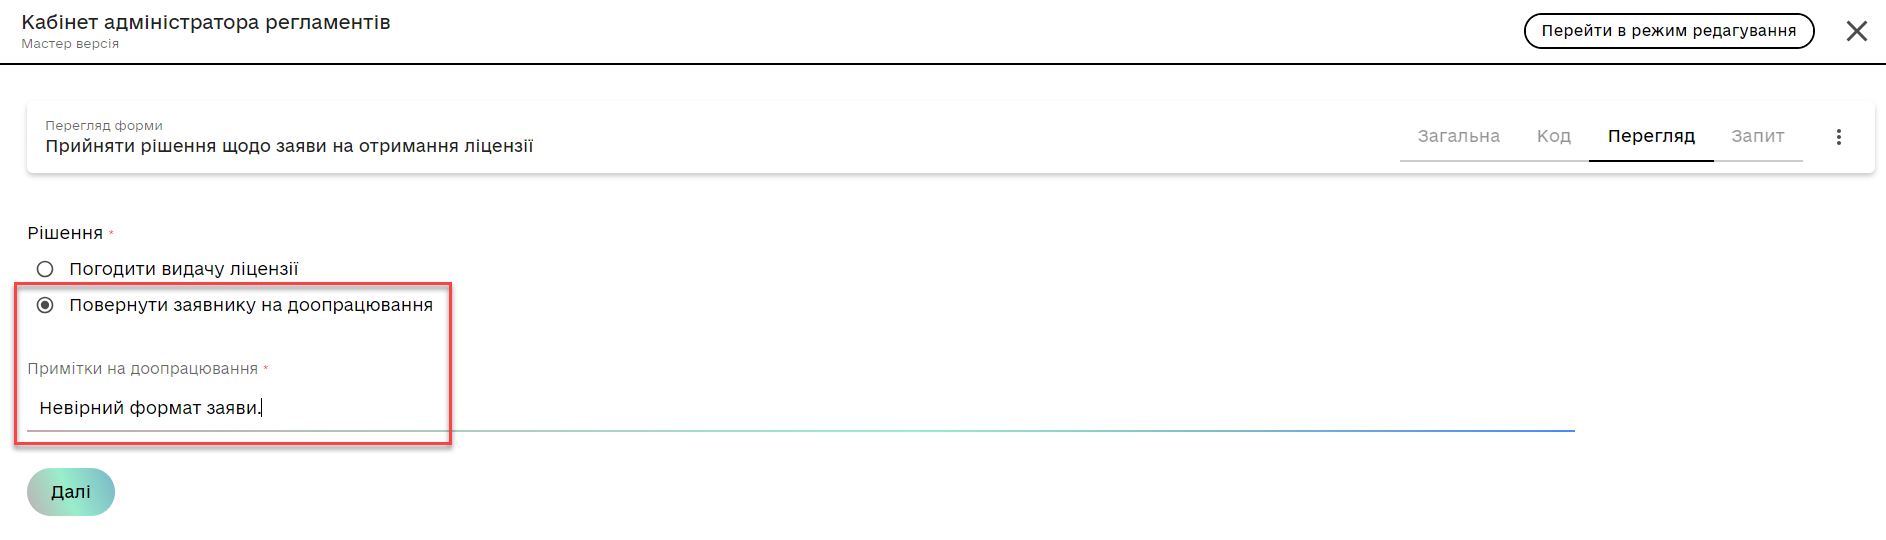 Кабінет адміністратора регламентів
Мастер версія
Перейти в режим редагування
Перегляд форми
Прийняти рішення щодо заяви на отримання ліцензії
Загальна Код Перегляд Запит
Рішення *
Погодити видачу ліцензії
Повернути заявнику на доопрацювання
Примітки на доопрацювання *
Невірний формат заяви.
Далі